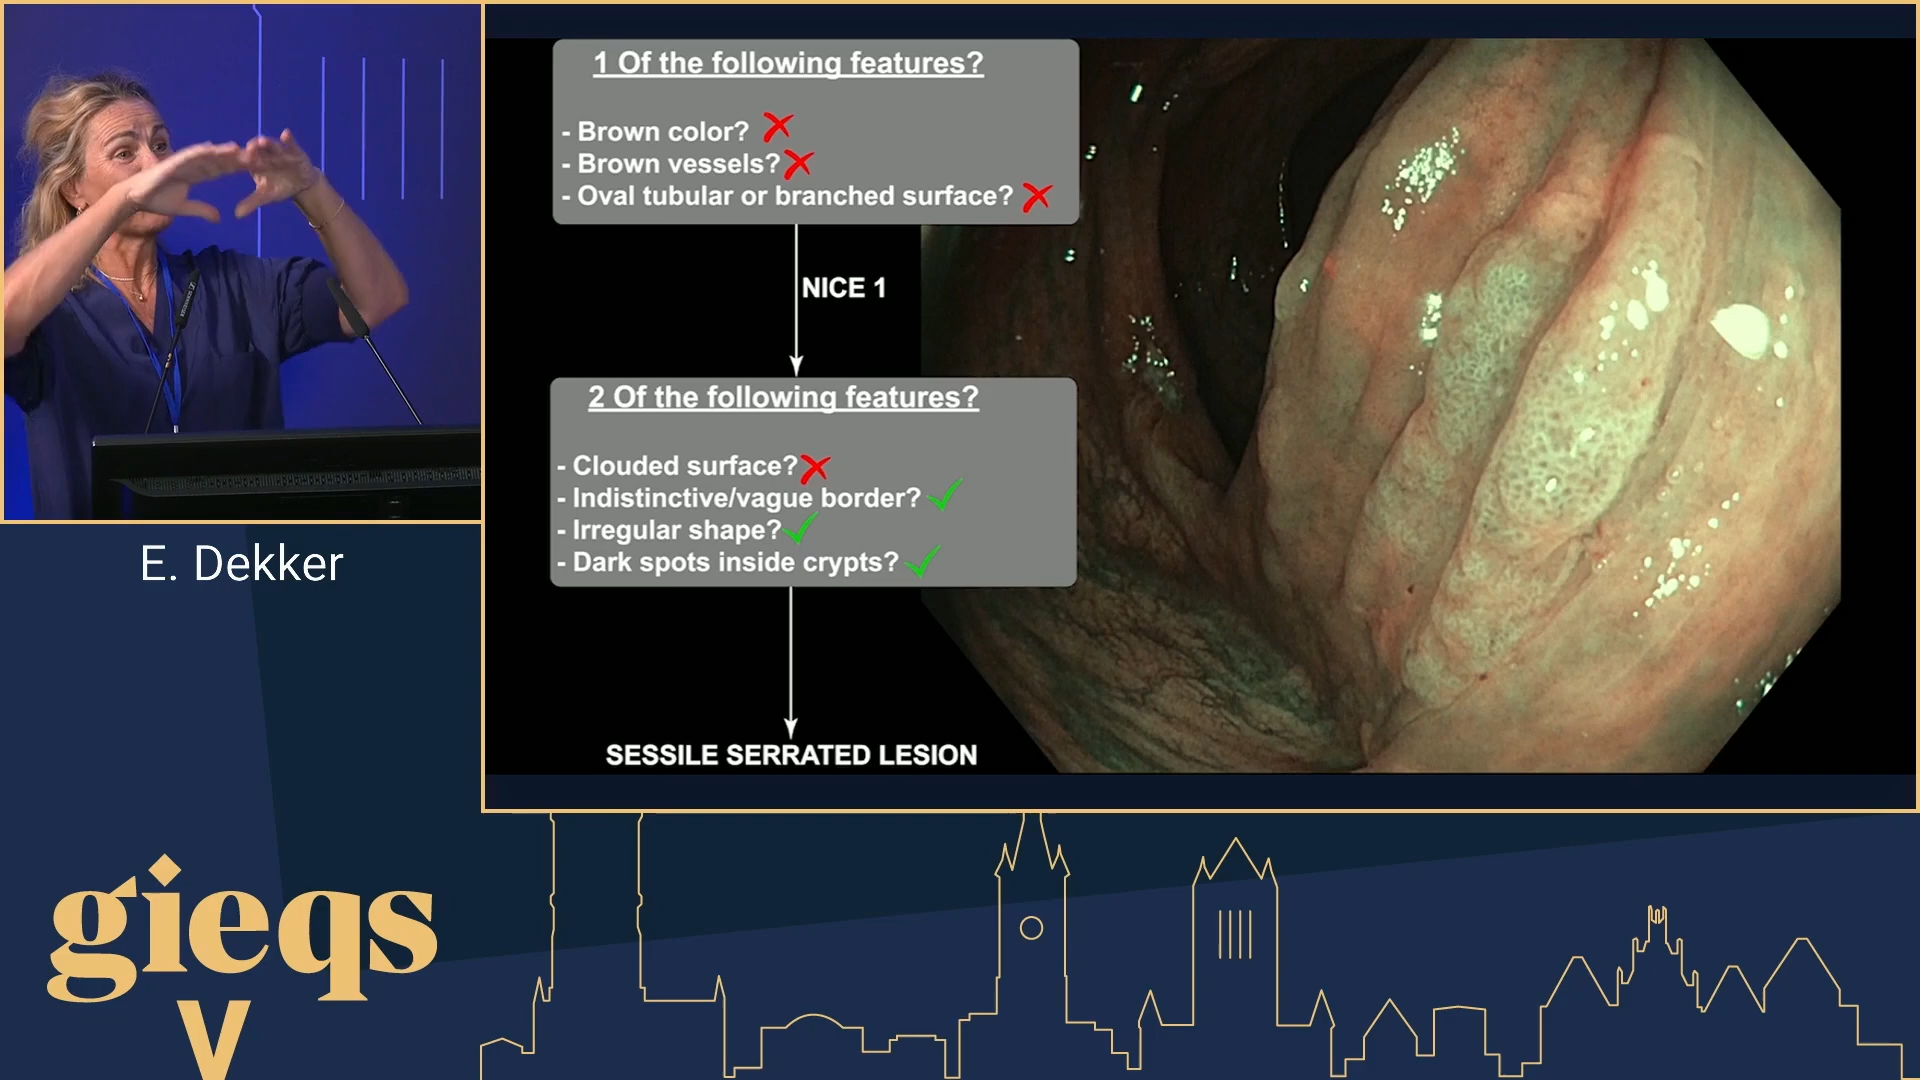 1 Of the following features?
- Brown color?
- Brown vessels?
- Oval tubular or branched surface?
NICE 1
2 Of the following features?
- Clouded surface?
- Indistinctive/vague border?
- Irregular shape?
- Dark spots inside crypts?
SESSILE SERRATED LESION
E. Dekker
gieqs
V